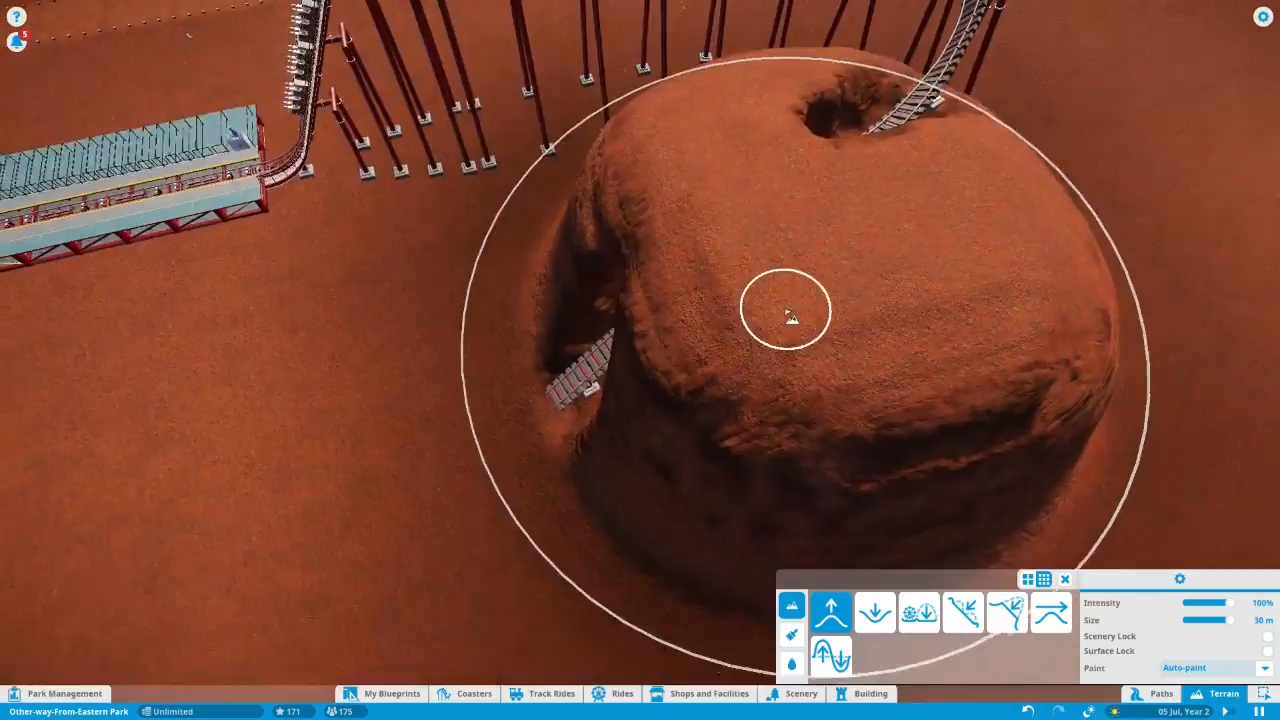 ?
5
Intensity 100%
Size 30 m
Scenery Lock
Surface Lock
Paint Auto-paint
Park Management My Blueprints Coasters Track Rides Rides Shops and Facilities Scenery Building Paths Terrain
Other-way-From-Eastern Park Unlimited 171 175 05 Jul, Year 2